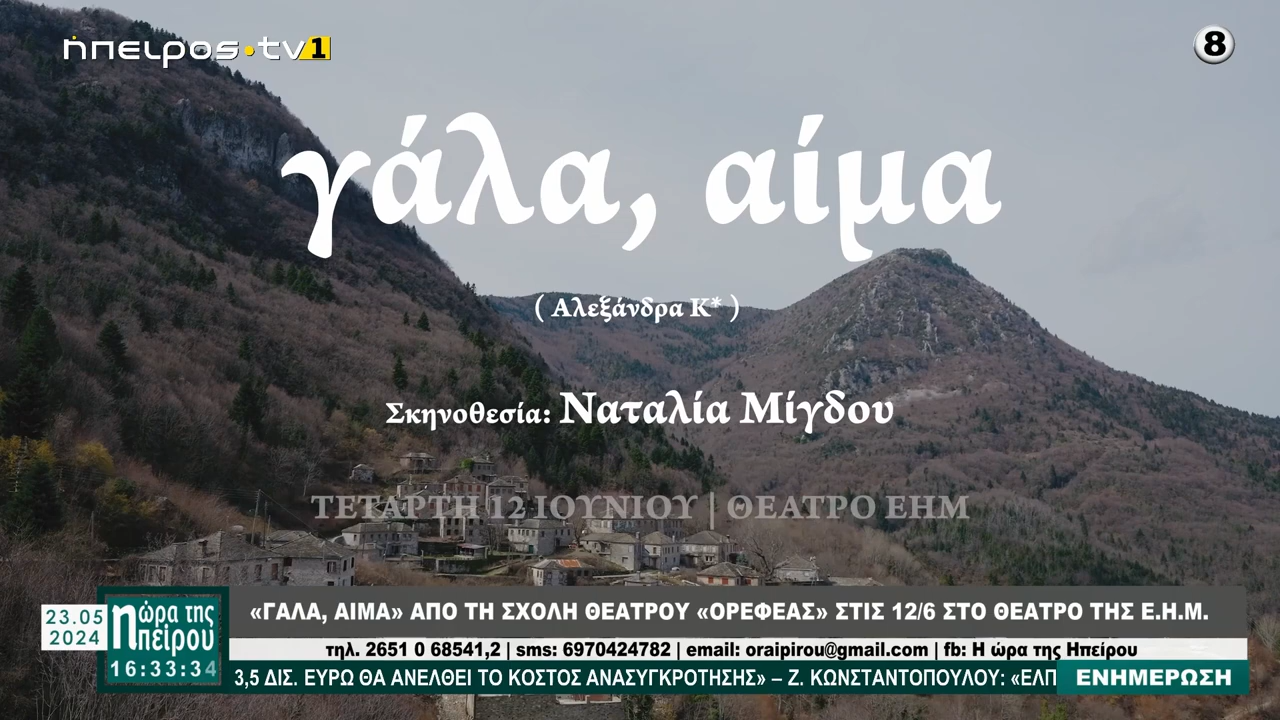 ήπειρος•tv1
8
γάλα, αίμα
( Αλεξάνδρα Κ* )
Σκηνοθεσία: Ναταλία Μίγδου
ΤΕΤΑΡΤΗ 12 ΙΟΥΝΙΟΥ | ΘΕΑΤΡΟ ΕΗΜ
23.05
2024
η ώρα της
ηπείρου
16:33:34
«ΓΑΛΑ, ΑΙΜΑ» ΑΠΟ ΤΗ ΣΧΟΛΗ ΘΕΑΤΡΟΥ «ΟΡΕΦΕΑΣ» ΣΤΙΣ 12/6 ΣΤΟ ΘΕΑΤΡΟ ΤΗΣ Ε.Η.Μ.
τηλ. 2651 0 68541,2 | sms: 6970424782 | email: oraipirou@gmail.com | fb: Η ώρα της Ηπείρου
3,5 ΔΙΣ. ΕΥΡΩ ΘΑ ΑΝΕΛΘΕΙ ΤΟ ΚΟΣΤΟΣ ΑΝΑΣΥΓΚΡΟΤΗΣΗΣ» – Ζ. ΚΩΝΣΤΑΝΤΟΠΟΥΛΟΥ: «ΕΛΠ
ΕΝΗΜΕΡΩΣΗ